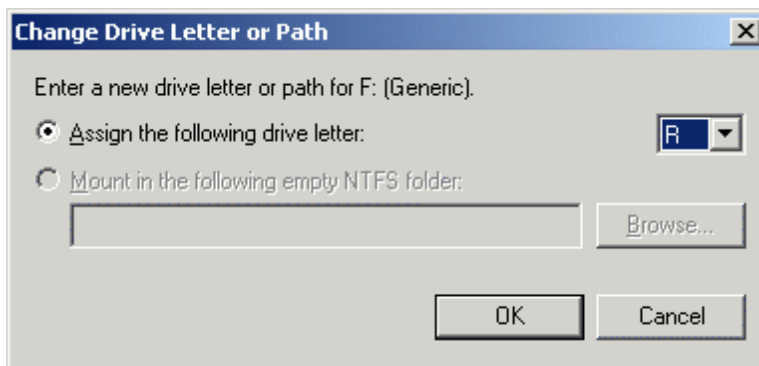 Change Drive Letter or Path
Enter a new drive letter or path for F: (Generic).
Assign the following drive letter: R
Mount in the following empty NTFS folder:
Browse...
OK Cancel